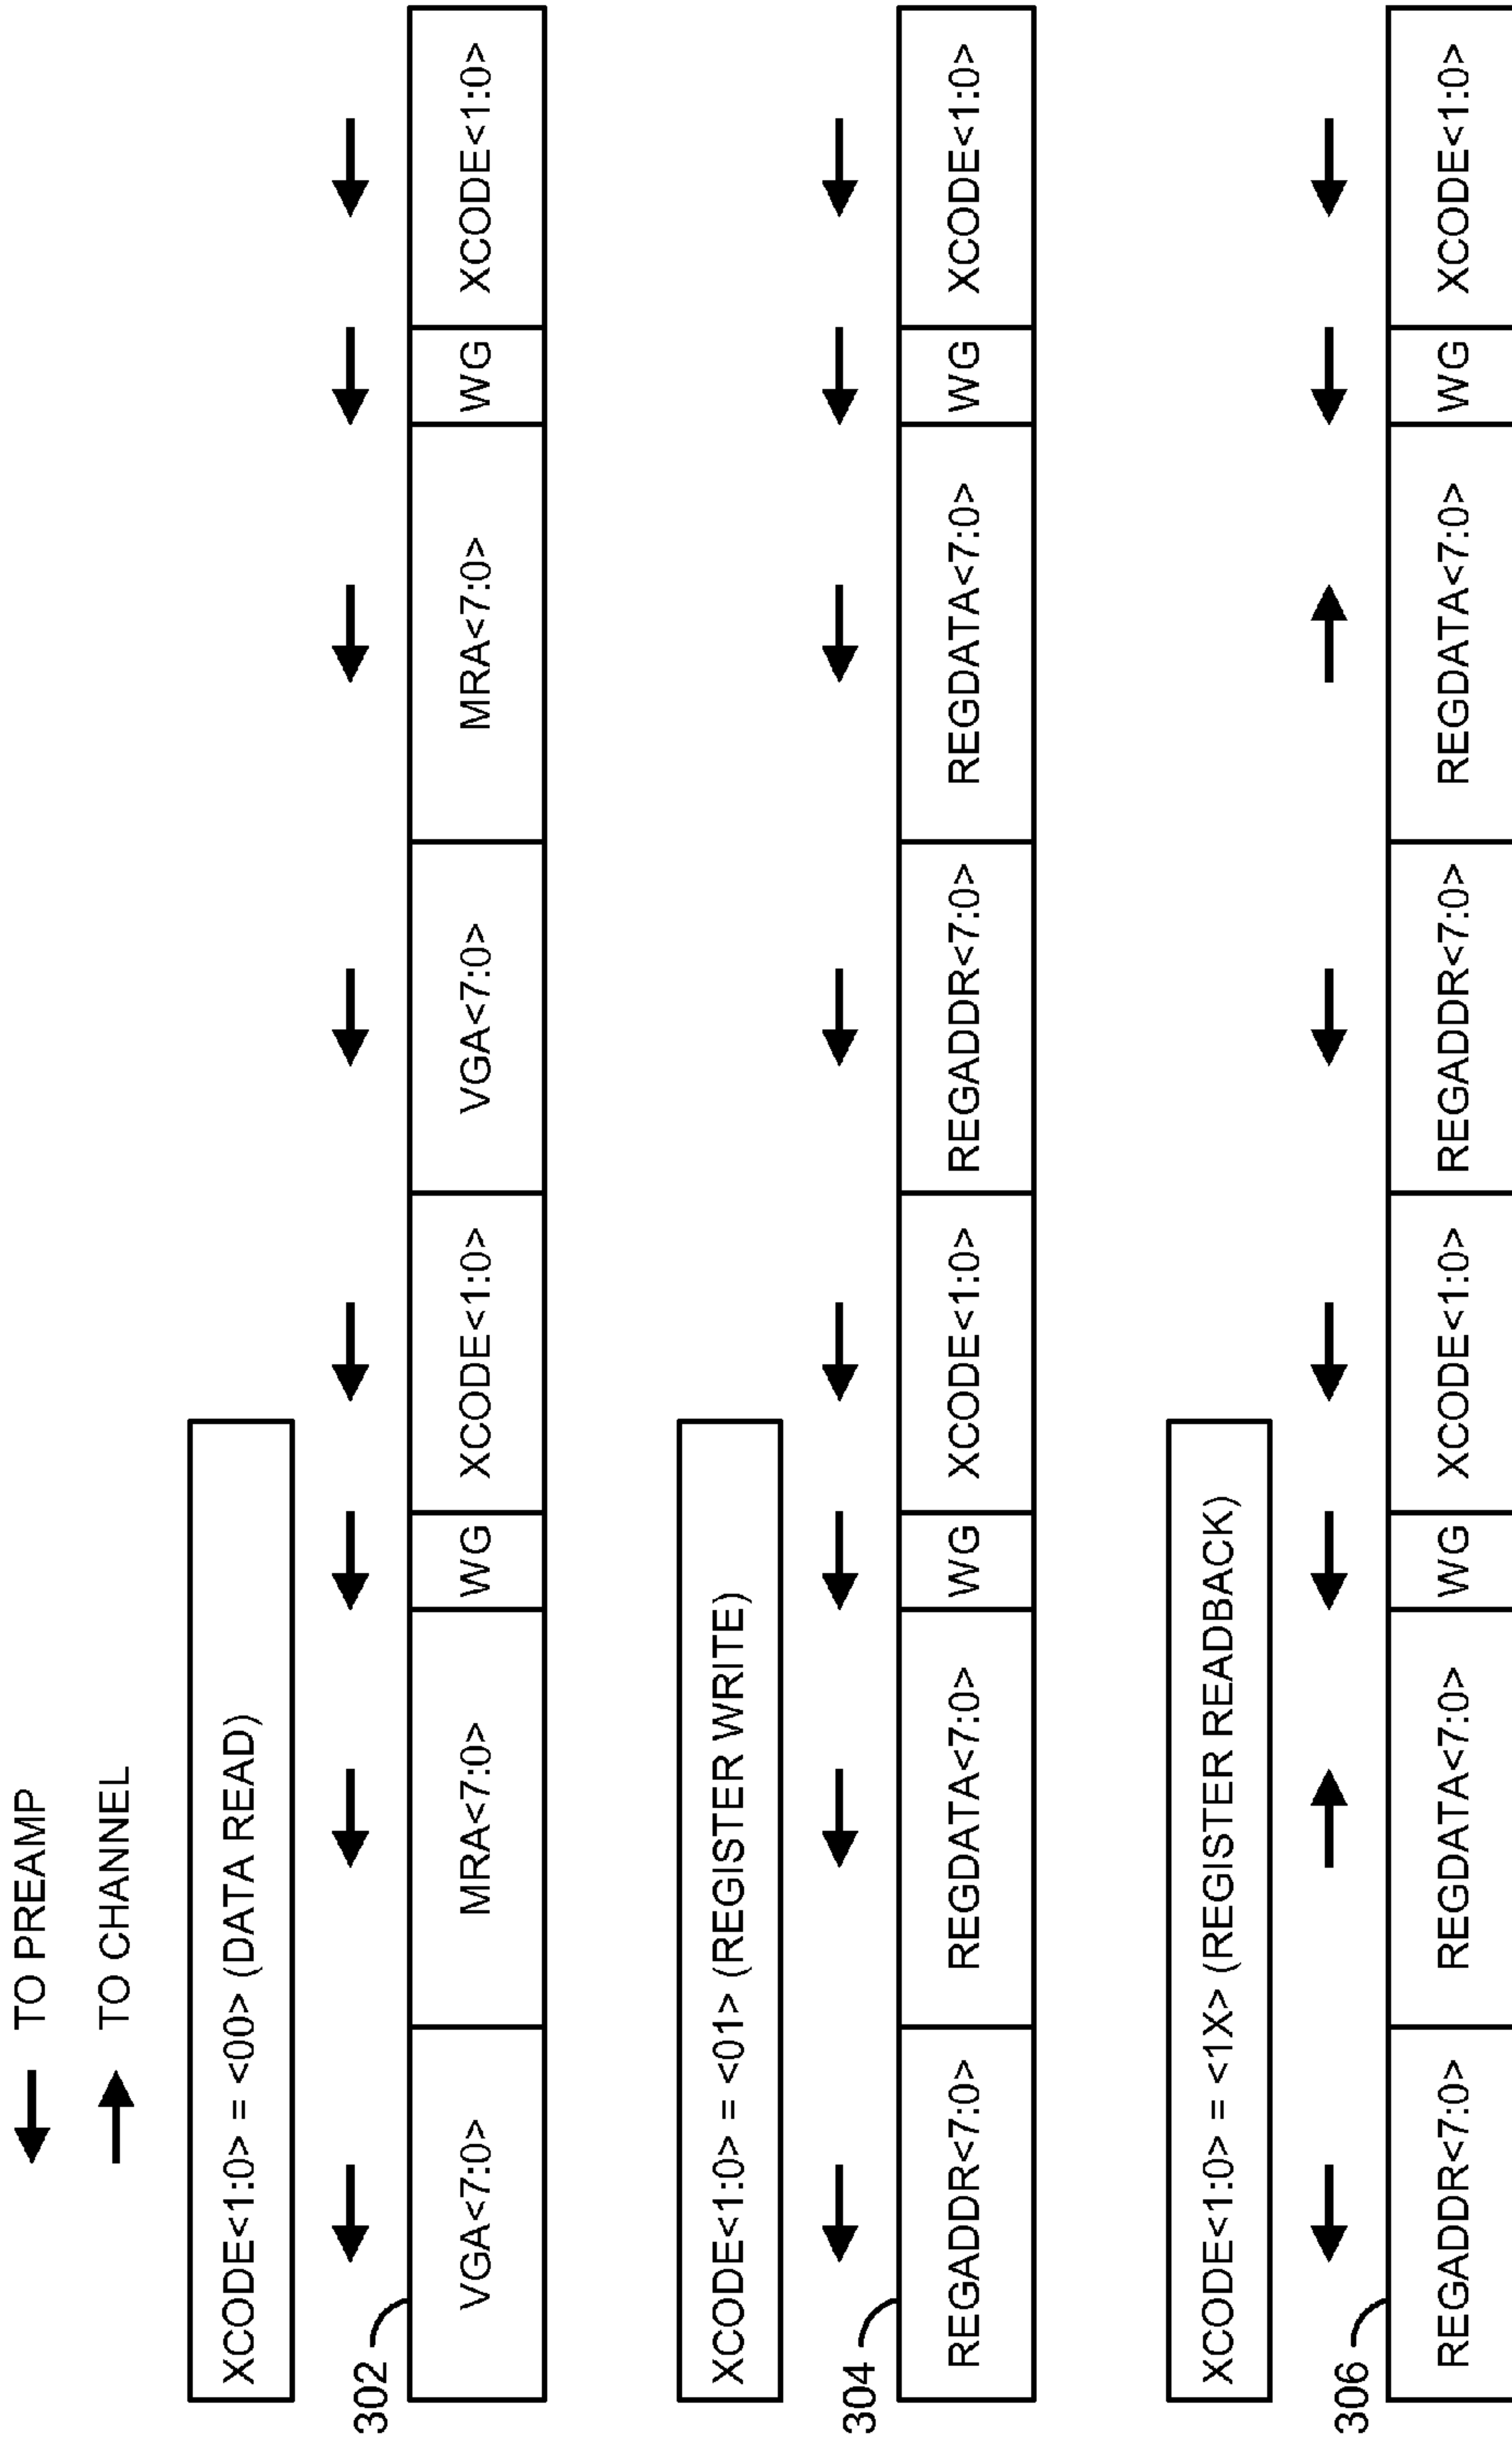 TO PREAMP
TO CHANNEL
XCODE<1:0> = <00> (DATA READ)
302
VGA<7:0> MRA<7:0> WG XCODE<1:0> VGA<7:0> MRA<7:0> WG XCODE<1:0>
XCODE<1:0> = <01> (REGISTER WRITE)
304
REGADDR<7:0> REGDATA<7:0> WG XCODE<1:0> REGADDR<7:0> REGDATA<7:0> WG XCODE<1:0>
XCODE<1:0> = <1X> (REGISTER READBACK)
306
REGADDR<7:0> REGDATA<7:0> WG XCODE<1:0> REGADDR<7:0> REGDATA<7:0> WG XCODE<1:0>